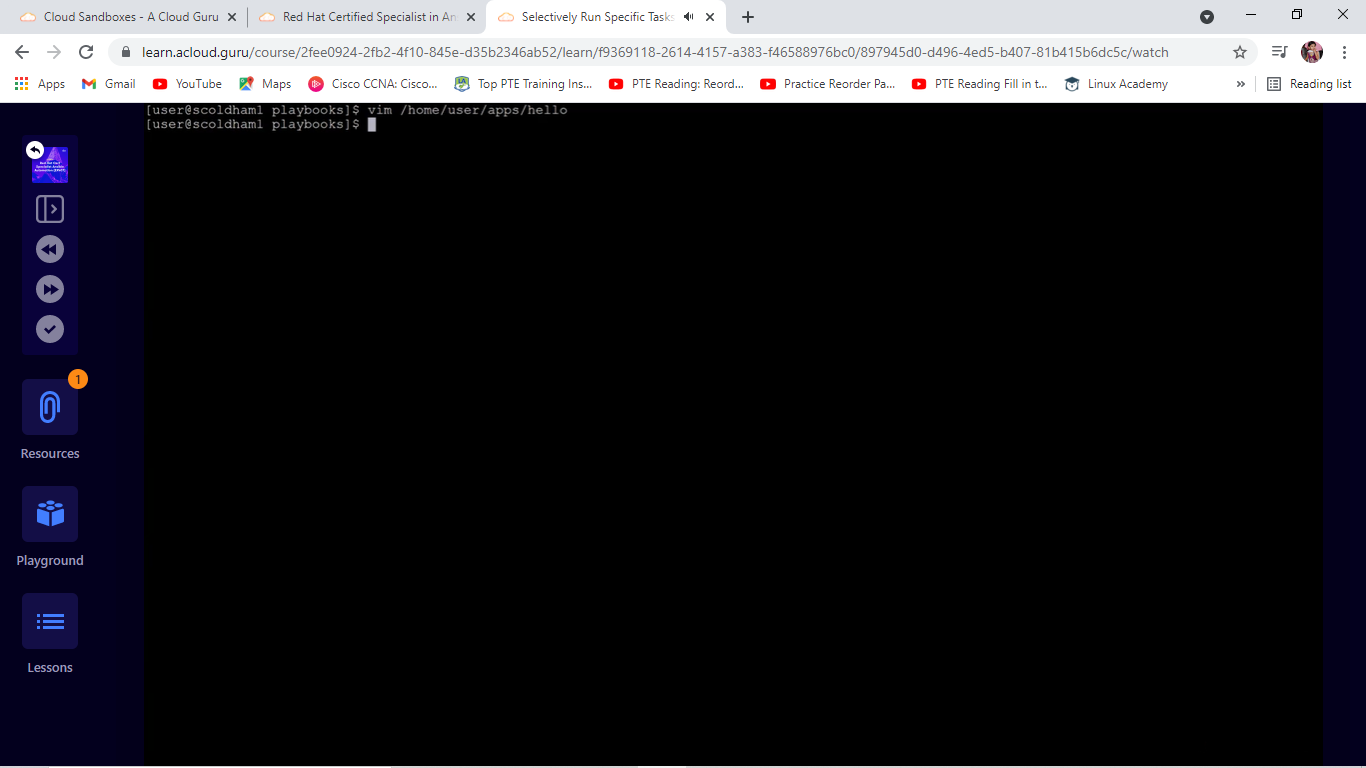 Cloud Sandboxes - A Cloud Guru
Red Hat Certified Specialist in An
Selectively Run Specific Tasks
learn.acloud.guru/course/2fee0924-2fb2-4f10-845e-d35b2346ab52/learn/f9369118-2614-4157-a383-f46588976bc0/897945d0-d496-4ed5-b407-81b415b6dc5c/watch
Apps Gmail YouTube Maps Cisco CCNA: Cisco... Top PTE Training Ins... PTE Reading: Reord... Practice Reorder Pa... PTE Reading Fill in t... Linux Academy » Reading list
[user@scoldham1 playbooks]$ vim /home/user/apps/hello
[user@scoldham1 playbooks]$
1
Resources
Playground
Lessons